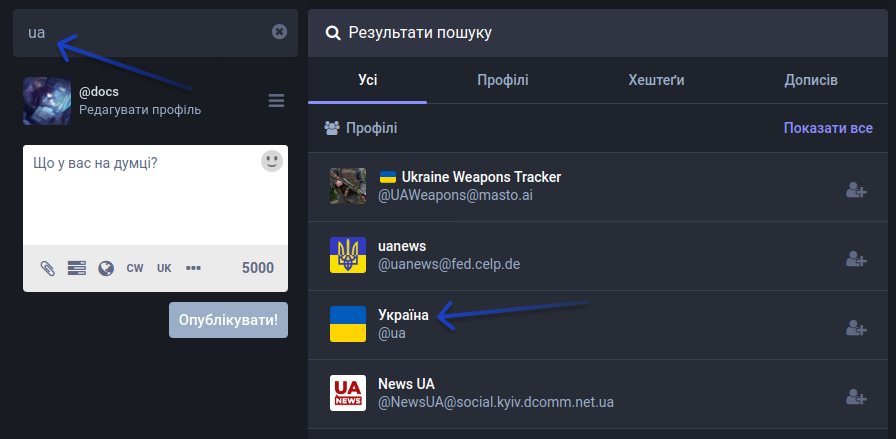 ua
@docs
Редагувати профіль
Що у вас на думці?
CW
UK
5000
Опублікувати!
Результати пошуку
Усі
Профілі
Хештеґи
Дописів
Профілі
Показати все
Ukraine Weapons Tracker
@UAWeapons@masto.ai
uanews
@uanews@fed.celp.de
Україна
@ua
UA
NEWS
News UA
@NewsUA@social.kyiv.dcomm.net.ua